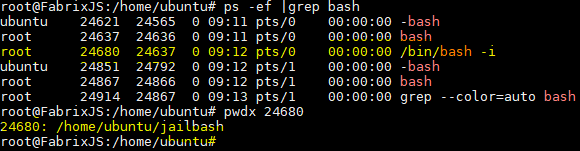 root@FabrixJS:/home/ubuntu# ps -ef |grep bash
ubuntu    24621 24565  0 09:11 pts/0    00:00:00 -bash
root      24637 24636  0 09:11 pts/0    00:00:00 bash
root      24680 24637  0 09:12 pts/0    00:00:00 /bin/bash -i
ubuntu    24851 24792  0 09:12 pts/1    00:00:00 -bash
root      24867 24866  0 09:12 pts/1    00:00:00 bash
root      24914 24867  0 09:13 pts/1    00:00:00 grep --color=auto bash
root@FabrixJS:/home/ubuntu# pwdx 24680
24680: /home/ubuntu/jailbash
root@FabrixJS:/home/ubuntu#